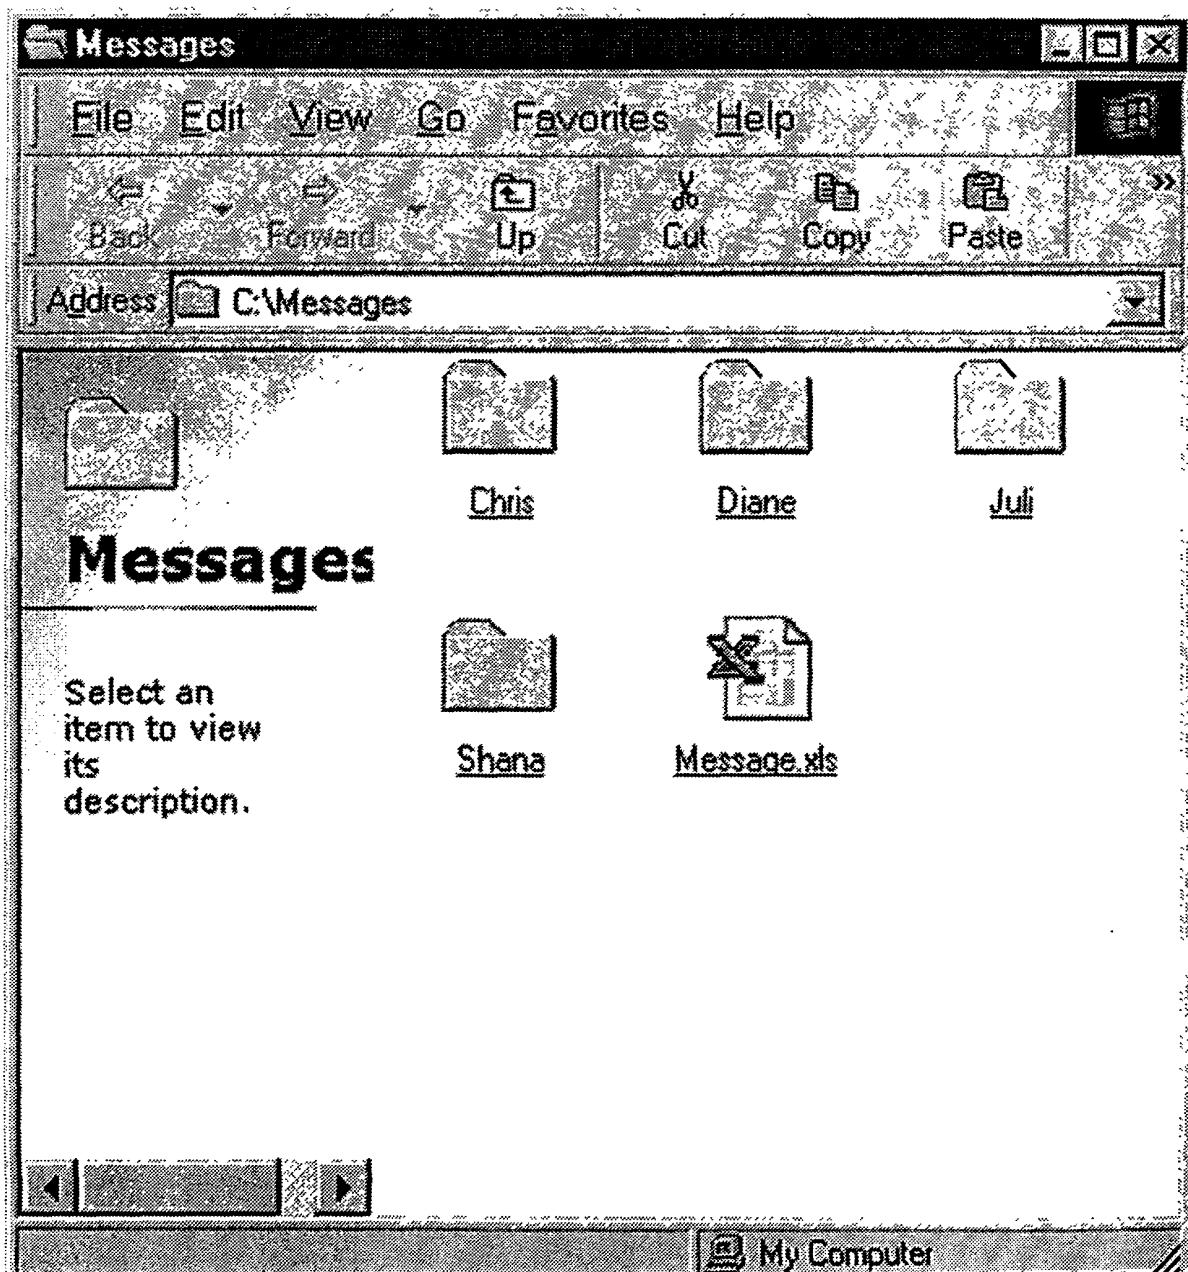 Messages
File Edit View Go Favorites Help
Back Forward Up Cut Copy Paste »
Address C:\Messages
Chris Diane Juli
Messages
Shana Message.xls
Select an
item to view
its
description.
My Computer